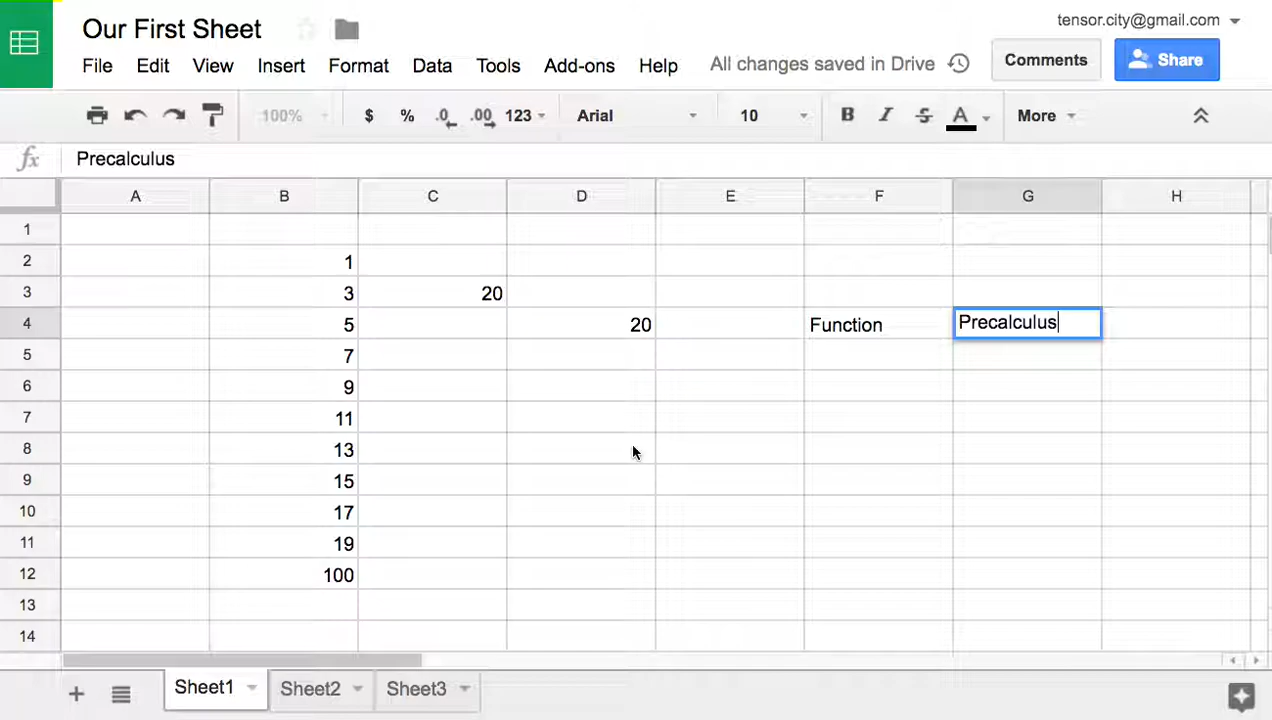 Our First Sheet
tensor.city@gmail.com
File Edit View Insert Format Data Tools Add-ons Help All changes saved in Drive Comments Share
100% $ % .0 .00 123 Arial 10 B I S A More
fx Precalculus
A B C D E F G H
1
2 1
3 3 20
4 5 20 Function Precalculus
5 7
6 9
7 11
8 13
9 15
10 17
11 19
12 100
13
14
+ Sheet1 Sheet2 Sheet3